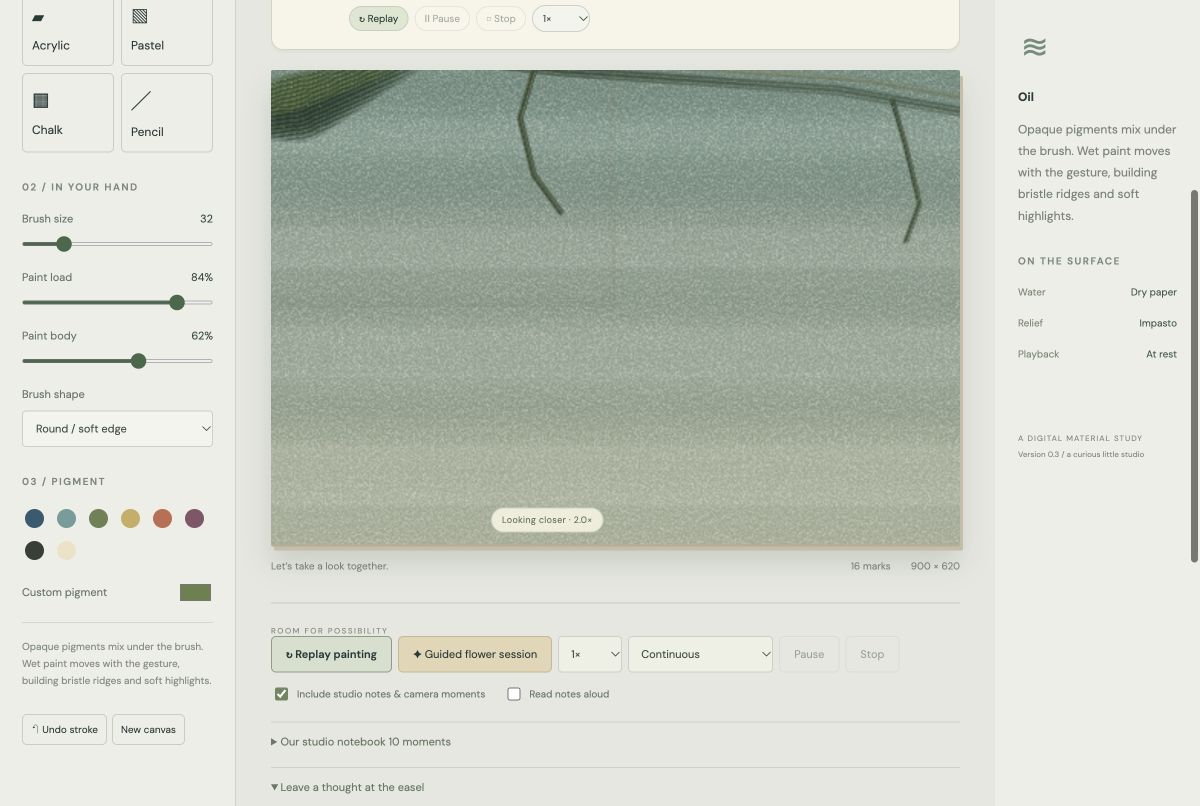 Acrylic
Pastel
Chalk
Pencil
02 / IN YOUR HAND
Brush size 32
Paint load 84%
Paint body 62%
Brush shape
Round / soft edge
03 / PIGMENT
Custom pigment
Opaque pigments mix under the brush.
Wet paint moves with the gesture,
building bristle ridges and soft highlights.
Undo stroke
New canvas
↻ Replay
II Pause
Stop
1×
Looking closer · 2.0×
Let's take a look together.
16 marks 900 × 620
ROOM FOR POSSIBILITY
↻ Replay painting
✦ Guided flower session
1×
Continuous
Pause
Stop
Include studio notes & camera moments
Read notes aloud
▶ Our studio notebook 10 moments
▼ Leave a thought at the easel
Oil
Opaque pigments mix under
the brush. Wet paint moves
with the gesture, building
bristle ridges and soft
highlights.
ON THE SURFACE
Water Dry paper
Relief Impasto
Playback At rest
A DIGITAL MATERIAL STUDY
Version 0.3 / a curious little studio